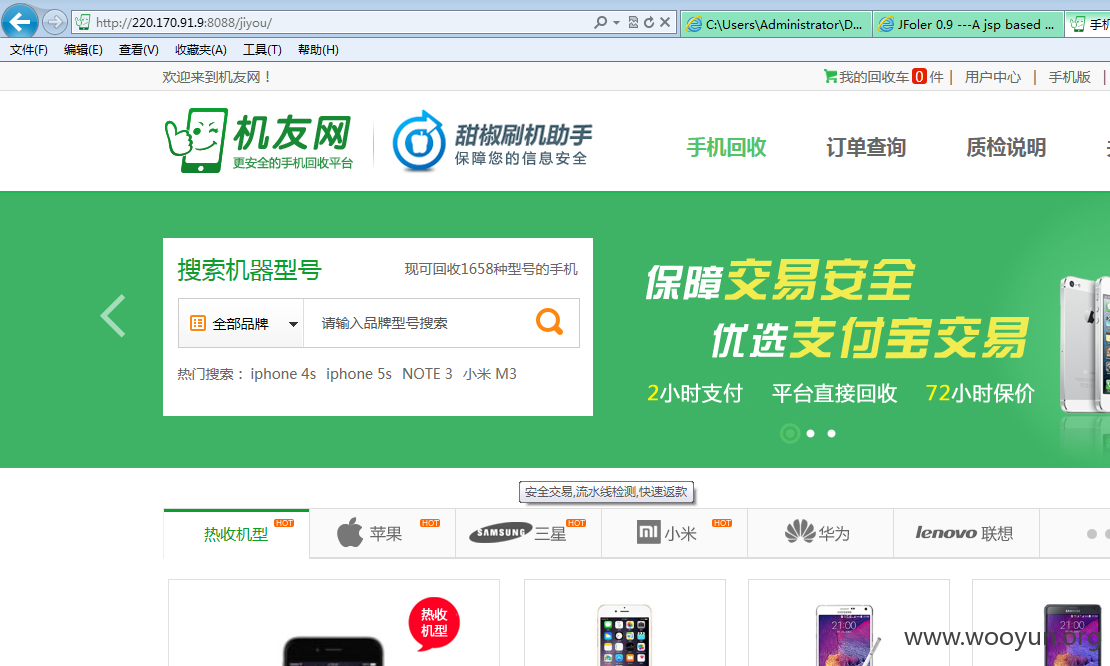 http://220.170.91.9:8088/jiyou/
C:\Users\Administrator\D...
JFoler 0.9 ---A jsp based ...
手机
文件(F) 编辑(E) 查看(V) 收藏夹(A) 工具(T) 帮助(H)
欢迎来到机友网！
我的回收车 0 件 | 用户中心 | 手机版 |
机友网
更安全的手机回收平台
甜椒刷机助手
保障您的信息安全
手机回收 订单查询 质检说明
搜索机器型号 现可回收1658种型号的手机
全部品牌 请输入品牌型号搜索
热门搜索： iphone 4s iphone 5s NOTE 3 小米 M3
保障交易安全
优选支付宝交易
2小时支付 平台直接回收 72小时保价
安全交易,流水线检测,快速返款
热收机型 HOT 苹果 HOT SAMSUNG 三星 HOT mi 小米 HOT 华为 lenovo 联想
热收
机型
21:00
21:00
www.wooyun.org